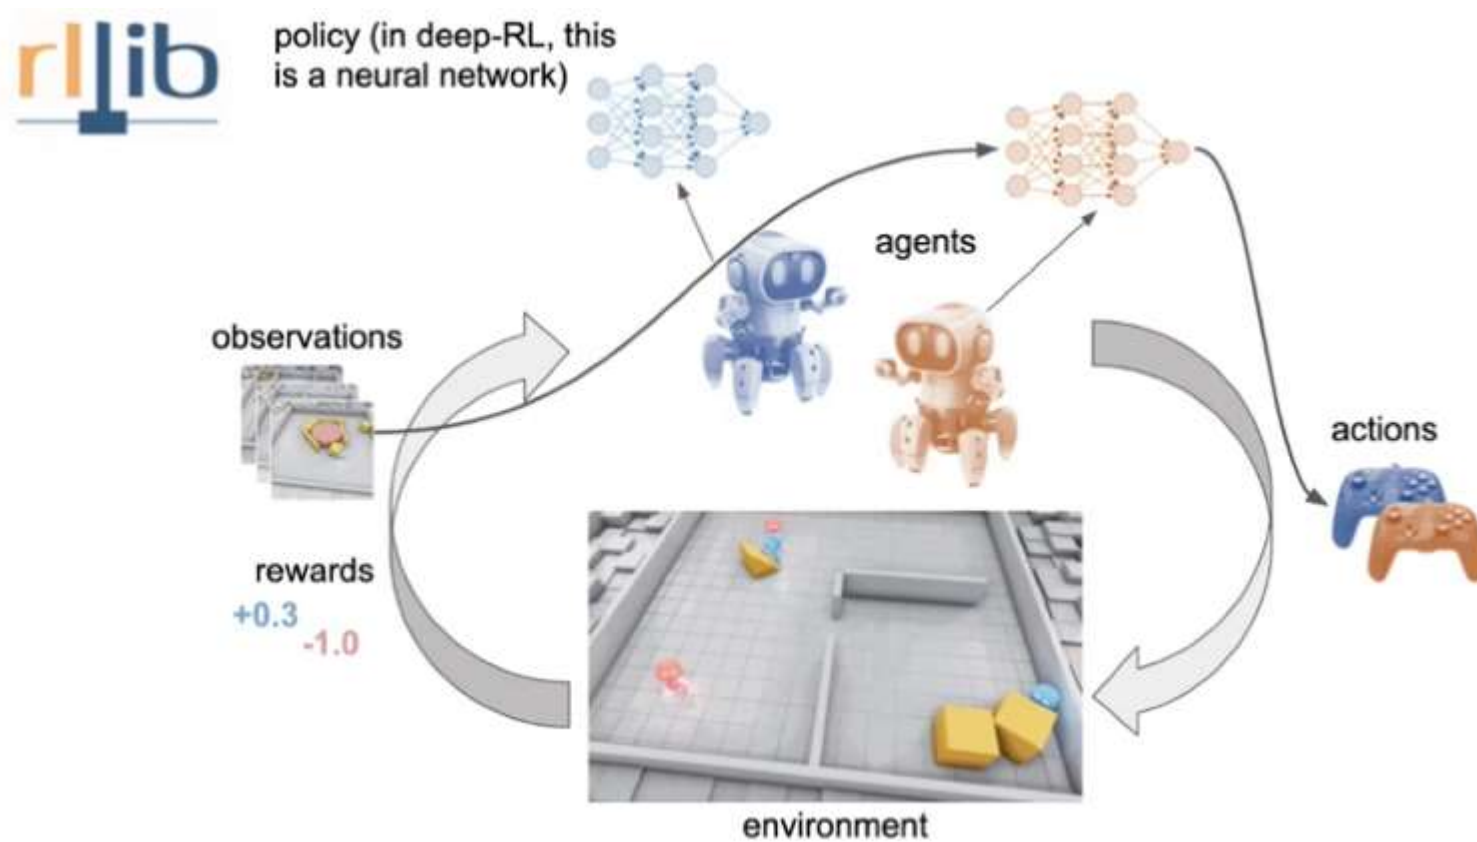 rllib
policy (in deep-RL, this
is a neural network)
agents
observations
actions
rewards
+0.3
-1.0
environment